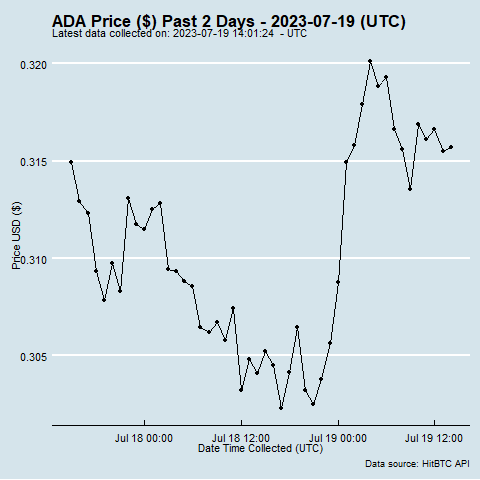 ADA Price ($) Past 2 Days - 2023-07-19 (UTC)
Latest data collected on: 2023-07-19 14:01:24 - UTC
0.320
0.315
0.310
0.305
Price USD ($)
Jul 18 00:00 Jul 18 12:00 Jul 19 00:00 Jul 19 12:00
Date Time Collected (UTC)
Data source: HitBTC API